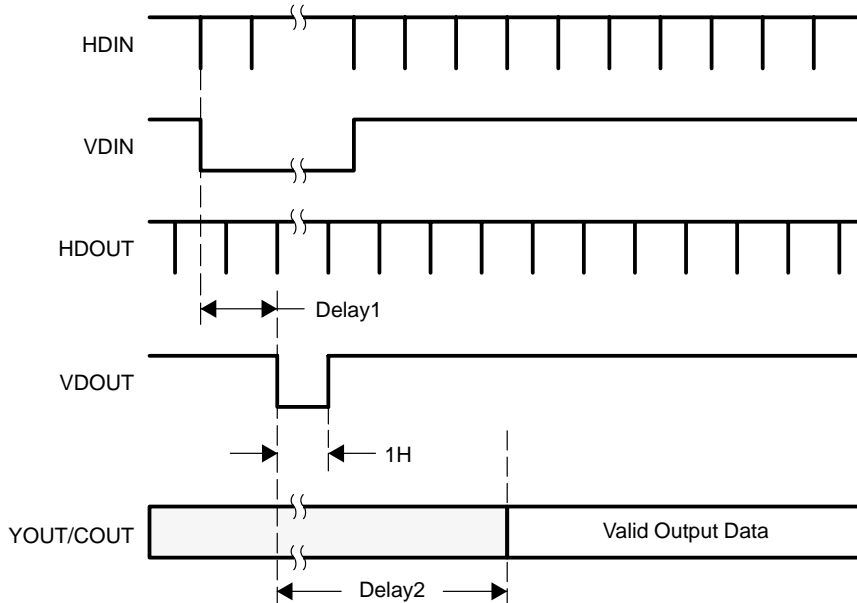 HDIN
VDIN
HDOUT
Delay1
VDOUT
1H
YOUT/COUT
Valid Output Data
Delay2